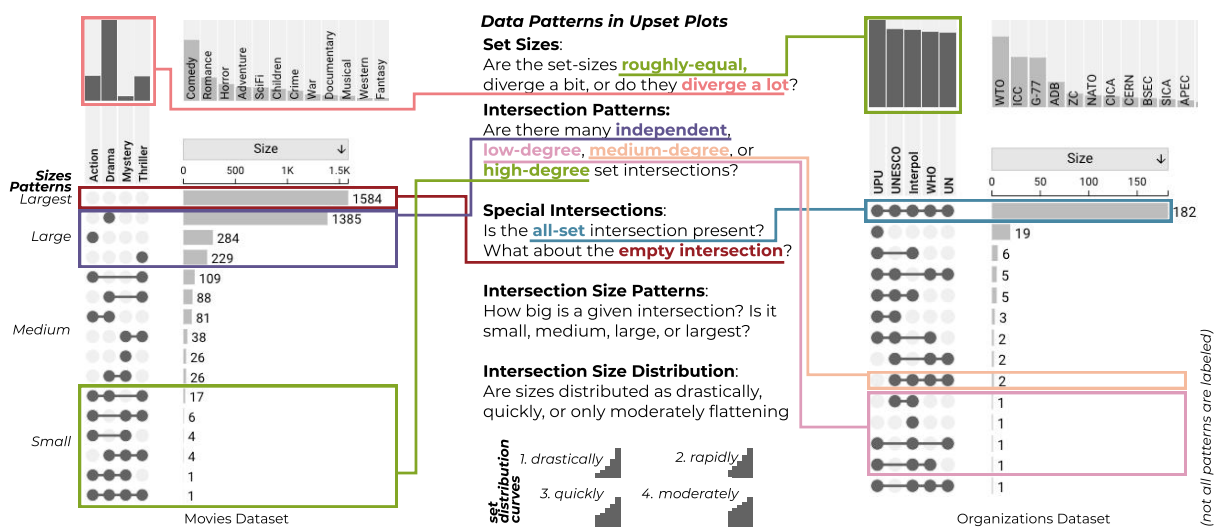 Data Patterns in Upset Plots
Set Sizes:
Are the set-sizes roughly-equal,
diverge a bit, or do they diverge a lot?
Intersection Patterns:
Are there many independent,
low-degree, medium-degree, or
high-degree set intersections?
Special Intersections:
Is the all-set intersection present?
What about the empty intersection?
Intersection Size Patterns:
How big is a given intersection? Is it
small, medium, large, or largest?
Intersection Size Distribution:
Are sizes distributed as drastically,
quickly, or only moderately flattening
set distribution curves
1. drastically
2. rapidly
3. quickly
4. moderately
Comedy
Romance
Horror
Adventure
SciFi
Children
Crime
War
Documentary
Musical
Western
Fantasy
Action
Drama
Mystery
Thriller
Size ↓
0 500 1K 1.5K
Sizes
Patterns
Largest
Large
Medium
Small
1584
1385
284
229
109
88
81
38
26
26
17
6
4
4
1
1
Movies Dataset
WTO
ICC
G-77
ADB
ZC
NATO
CICA
CERN
BSEC
SICA
APEC
UPU
UNESCO
Interpol
WHO
UN
Size ↓
0 50 100 150
182
19
6
5
5
3
2
2
2
1
1
1
1
1
Organizations Dataset
(not all patterns are labeled)